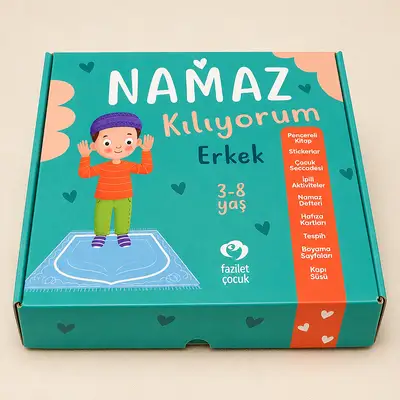 NAMAZ
Kılıyorum
Erkek
3-8
yaş
fazilet
çocuk
Pencereli
Kitap
Stickerlar
Çocuk
Seccadesi
İpli
Aktiviteler
Namaz
Defteri
Hafıza
Kartları
Tespih
Boyama
Sayfaları
Kapı
Süsü